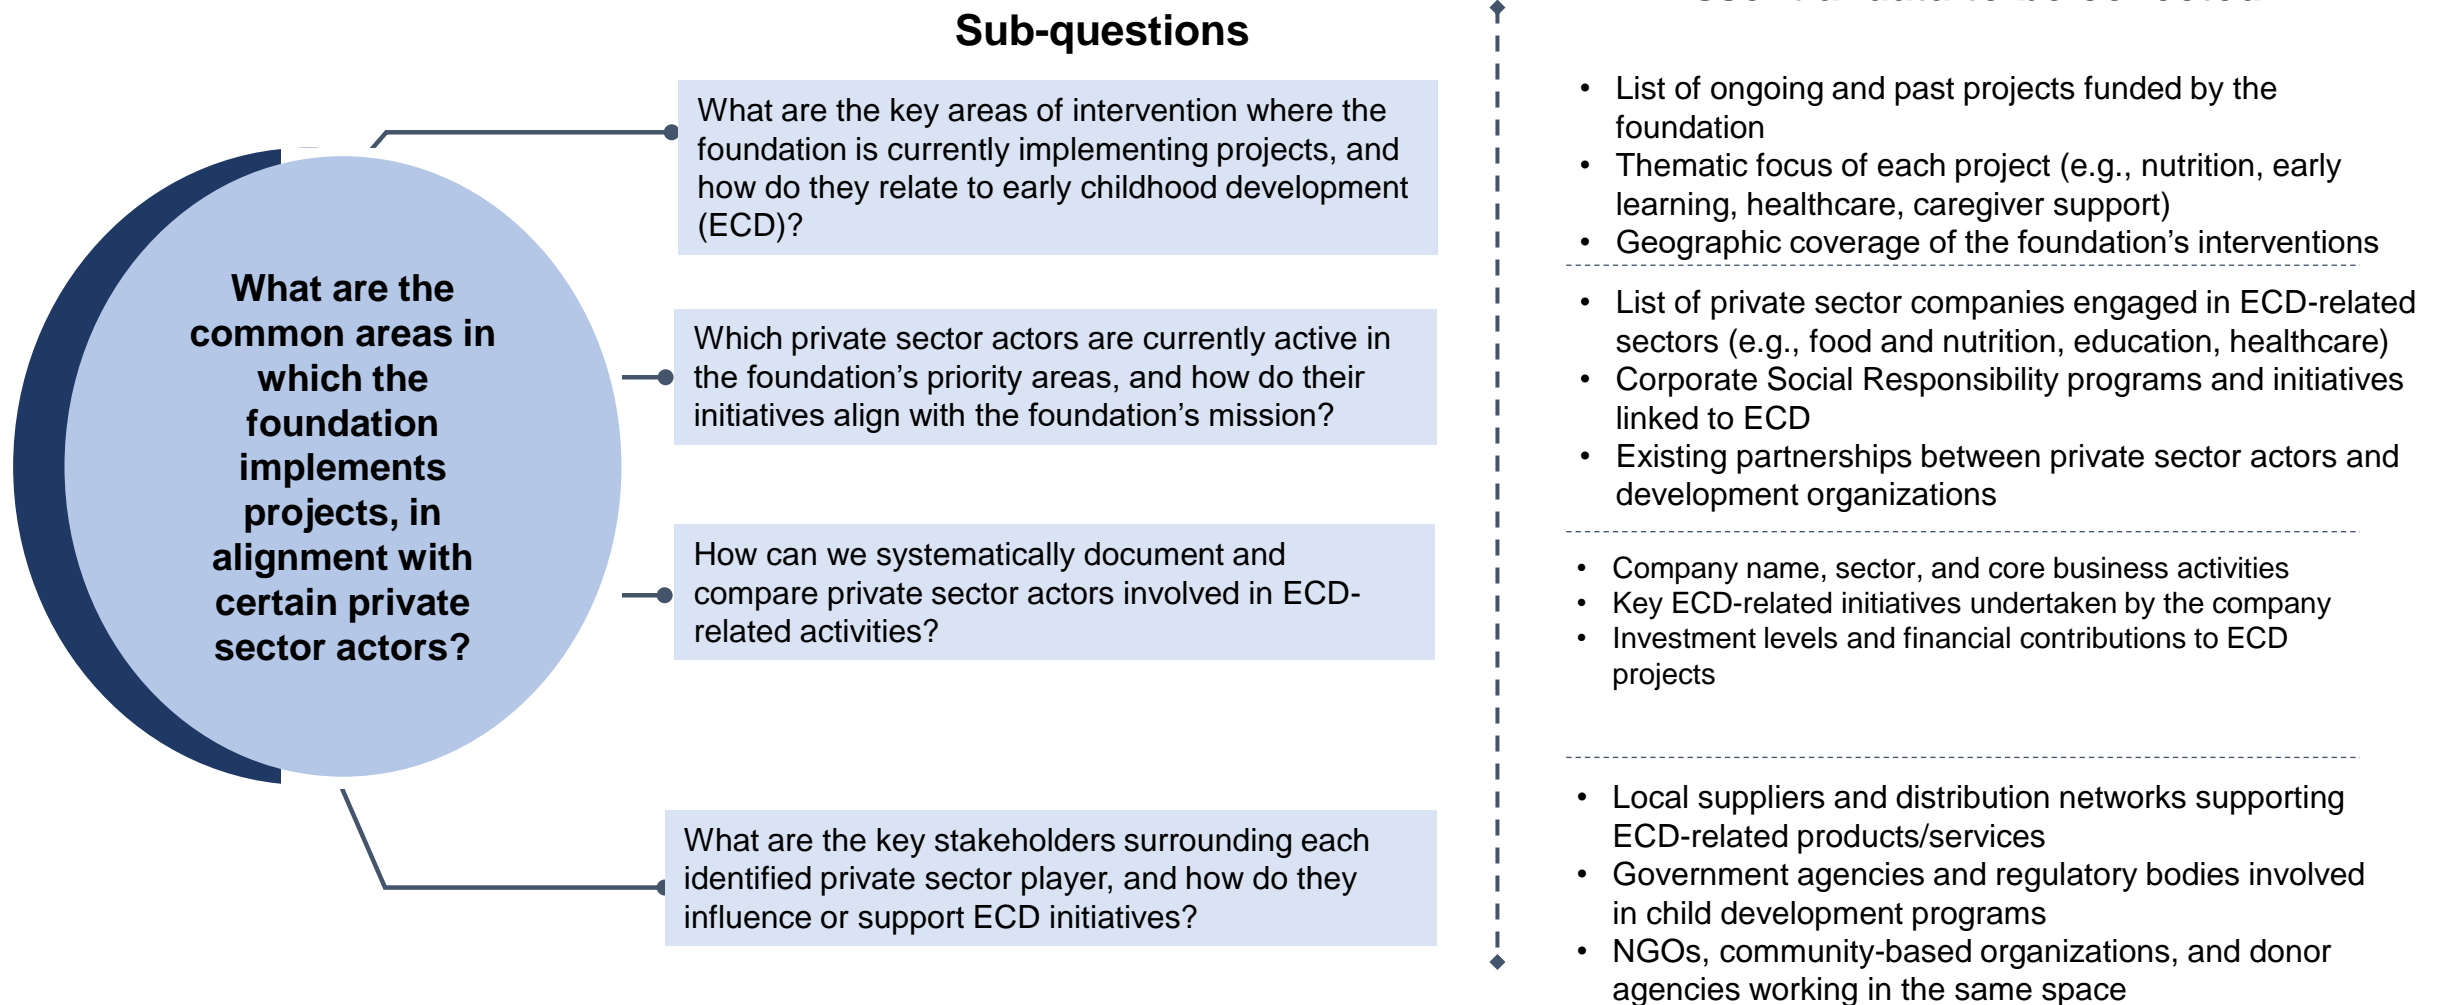 Sub-questions
What are the
common areas in
which the
foundation
implements
projects, in
alignment with
certain private
sector actors?
What are the key areas of intervention where the
foundation is currently implementing projects, and
how do they relate to early childhood development
(ECD)?
Which private sector actors are currently active in
the foundation’s priority areas, and how do their
initiatives align with the foundation’s mission?
How can we systematically document and
compare private sector actors involved in ECD-
related activities?
What are the key stakeholders surrounding each
identified private sector player, and how do they
influence or support ECD initiatives?
• List of ongoing and past projects funded by the
foundation
• Thematic focus of each project (e.g., nutrition, early
learning, healthcare, caregiver support)
• Geographic coverage of the foundation’s interventions
• List of private sector companies engaged in ECD-related
sectors (e.g., food and nutrition, education, healthcare)
• Corporate Social Responsibility programs and initiatives
linked to ECD
• Existing partnerships between private sector actors and
development organizations
• Company name, sector, and core business activities
• Key ECD-related initiatives undertaken by the company
• Investment levels and financial contributions to ECD
projects
• Local suppliers and distribution networks supporting
ECD-related products/services
• Government agencies and regulatory bodies involved
in child development programs
• NGOs, community-based organizations, and donor
agencies working in the same space